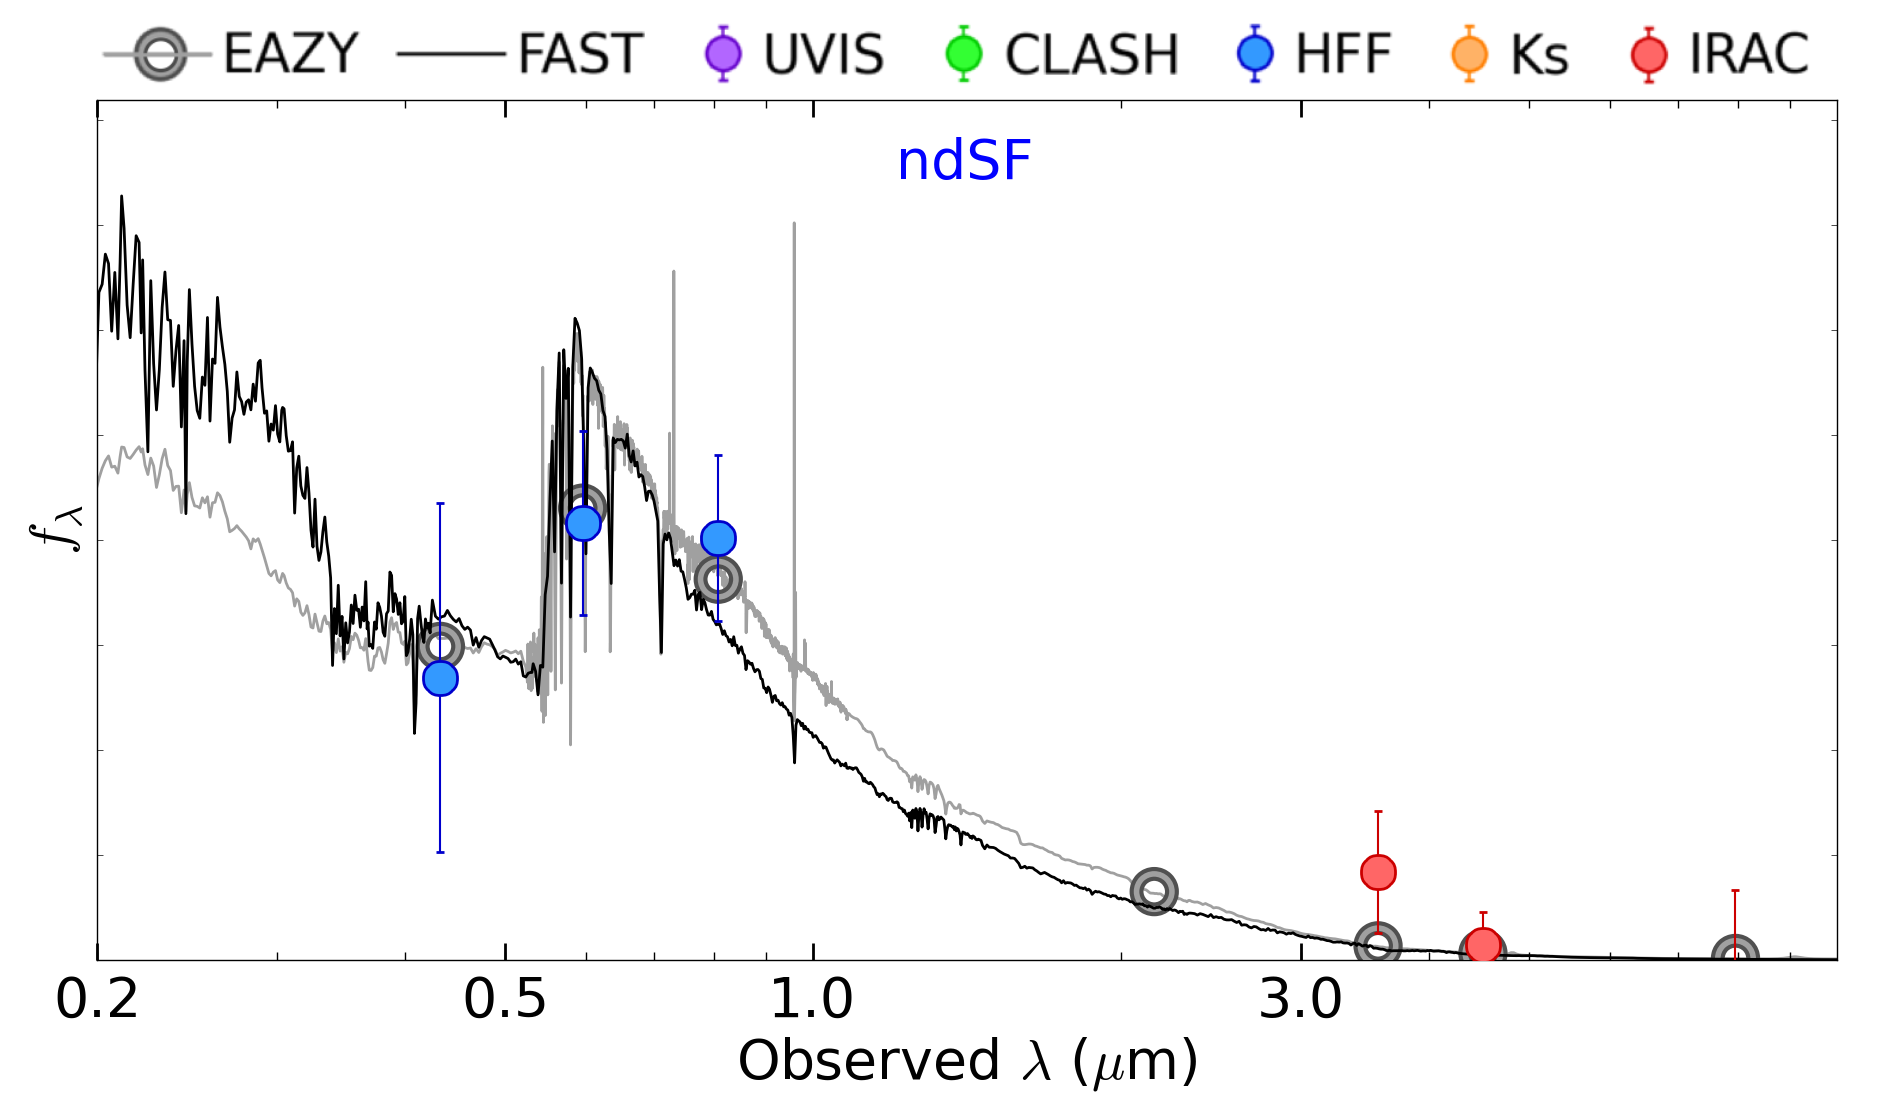 EAZY FAST UVIS CLASH HFF Ks IRAC
ndSF
f_λ
0.2 0.5 1.0 3.0
Observed λ (μm)